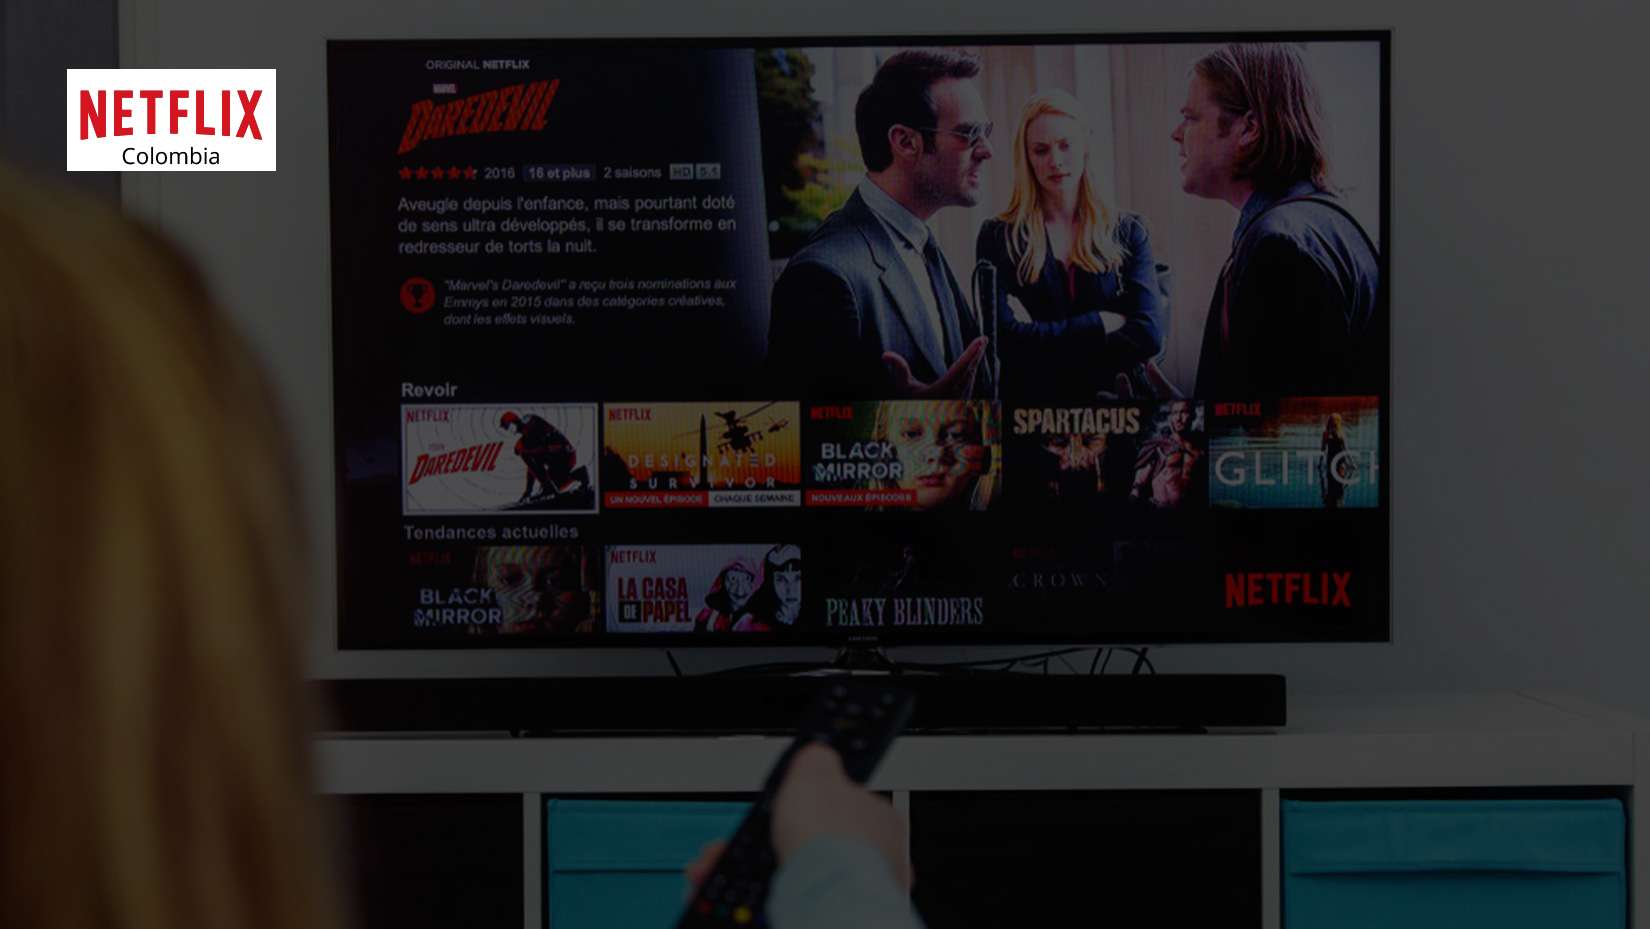 NETFLIX
Colombia
ORIGINAL NETFLIX
MARVEL
DAREDEVIL
2016 16 et plus 2 saisons HD 5.1
Aveugle depuis l'enfance, mais pourtant doté
de sens ultra développés, il se transforme en
redresseur de torts la nuit.
"Marvel's Daredevil" a reçu trois nominations aux
Emmys en 2015 dans des catégories créatives,
dont les effets visuels.
Revoir
NETFLIX
DAREDEVIL
NETFLIX
DESIGNATED
SURVIVOR
UN NOUVEL ÉPISODE CHAQUE SEMAINE
NETFLIX
BLACK
MIRROR
NOUVEAUX ÉPISODES
SPARTACUS
NETFLIX
GLITCH
Tendances actuelles
NETFLIX
BLACK
MIRROR
NETFLIX
LA CASA
DE PAPEL
PEAKY BLINDERS
NETFLIX
CROWN
NETFLIX
SAMSUNG